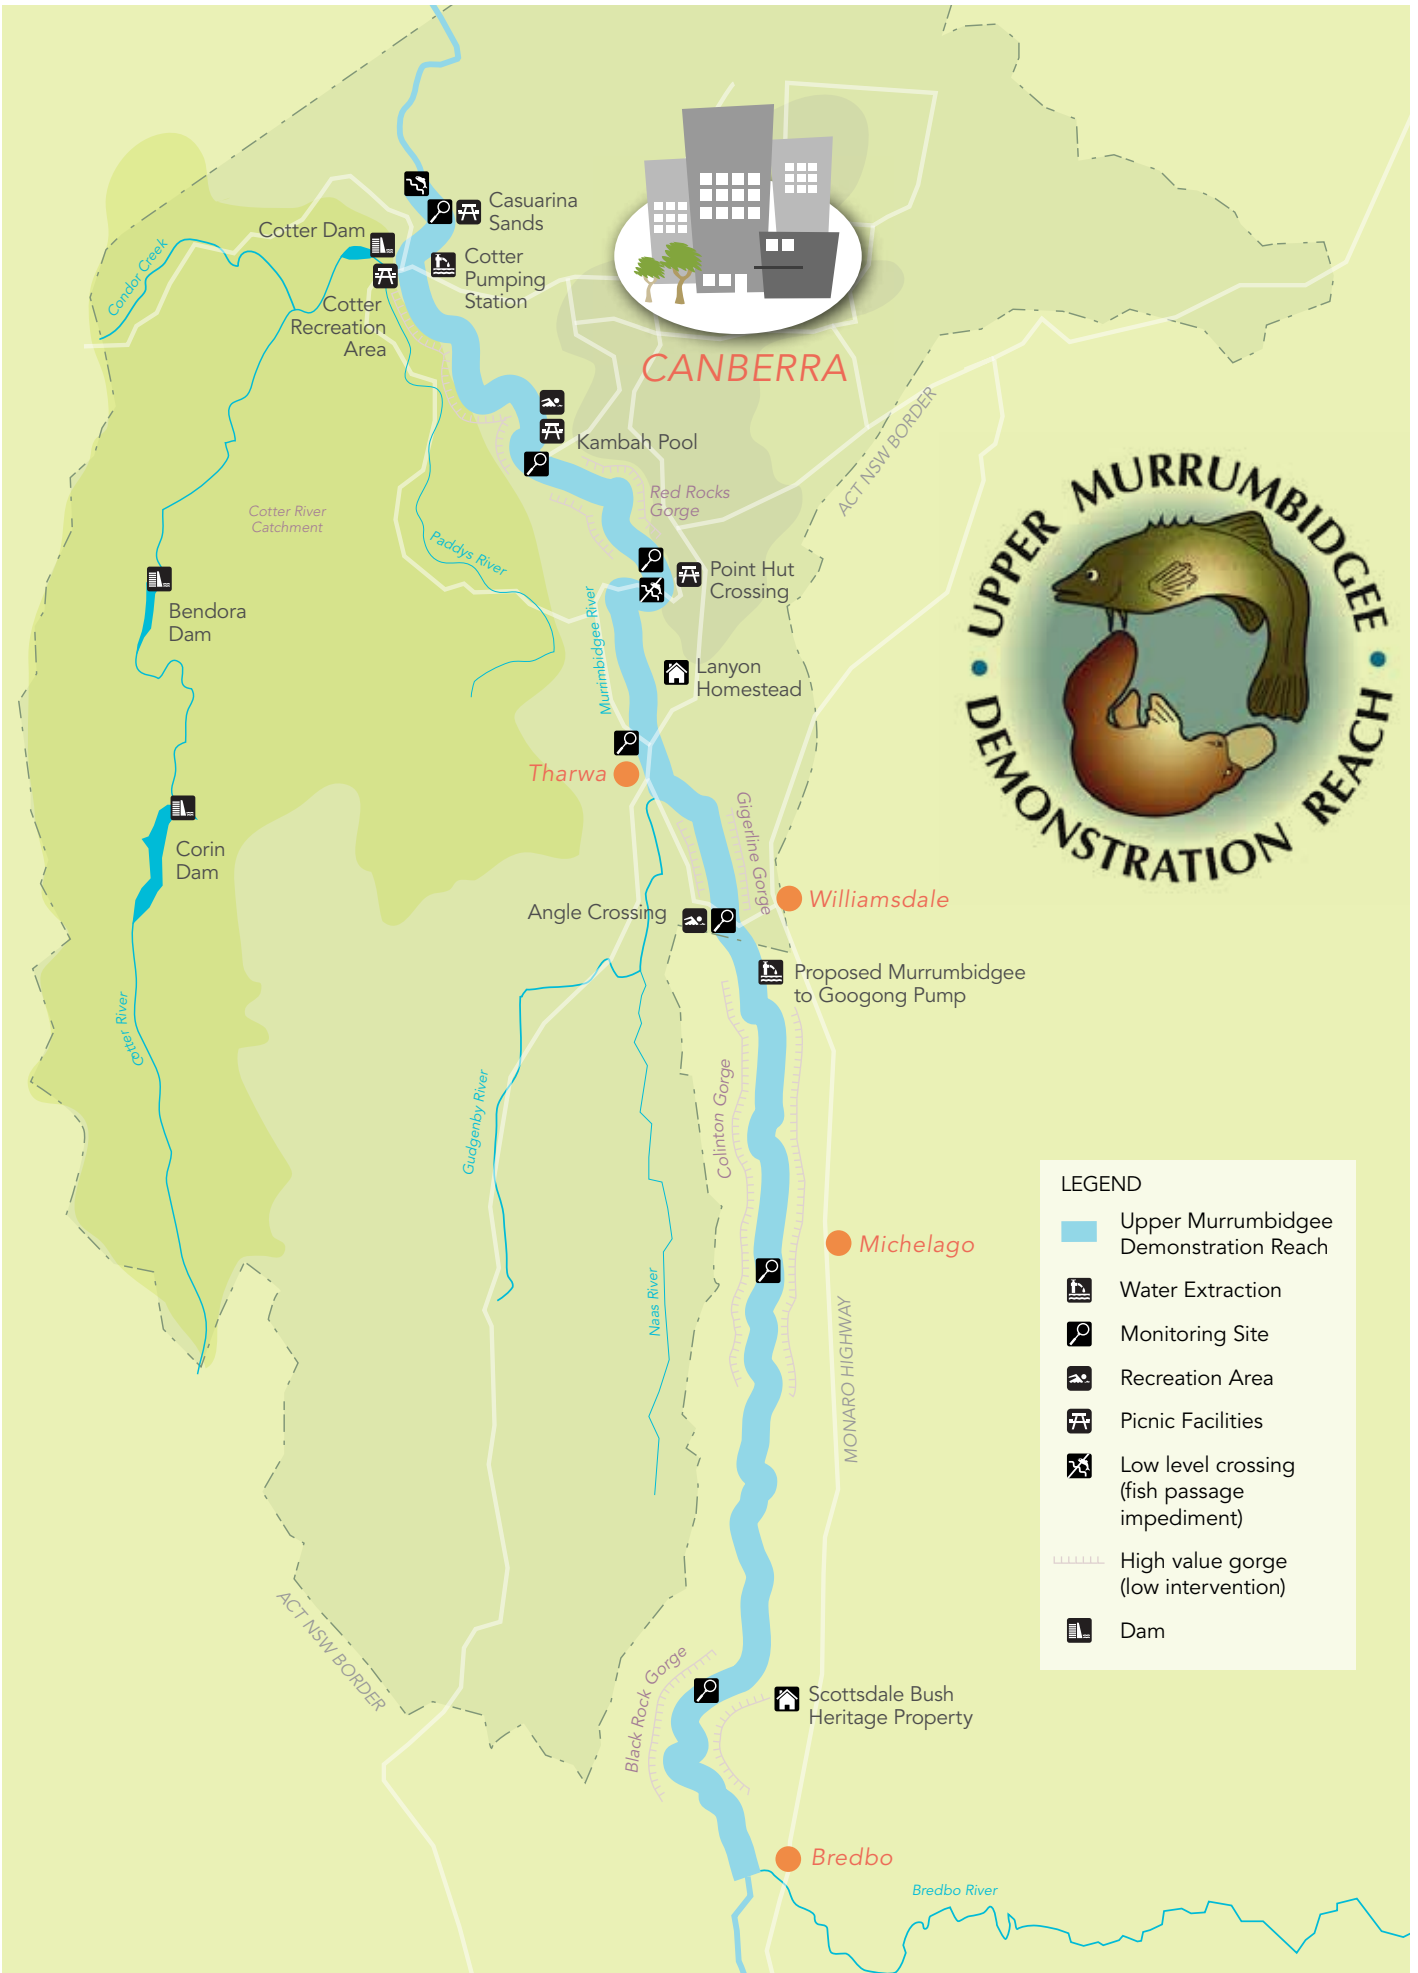 Casuarina
Sands
Cotter Dam
Condor Creek
Cotter
Pumping
Station
Cotter
Recreation
Area
CANBERRA
ACT NSW BORDER
Kambah Pool
UPPER MURRUMBIDGEE
DEMONSTRATION REACH
Red Rocks
Gorge
Cotter River
Catchment
Paddys River
Point Hut
Crossing
Bendora
Dam
Murrimbidgee River
Lanyon
Homestead
Tharwa
Gigerline Gorge
Corin
Dam
Williamsdale
Angle Crossing
Proposed Murrumbidgee
to Googong Pump
Cotter River
Gudgenby River
Colinton Gorge
Michelago
Naas River
MONARO HIGHWAY
LEGEND
Upper Murrumbidgee
Demonstration Reach
Water Extraction
Monitoring Site
Recreation Area
Picnic Facilities
Low level crossing
(fish passage
impediment)
High value gorge
(low intervention)
Dam
ACT NSW BORDER
Black Rock Gorge
Scottsdale Bush
Heritage Property
Bredbo
Bredbo River